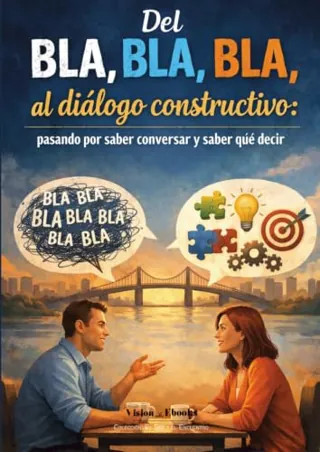 Del
BLA, BLA, BLA,
al diálogo constructivo:
pasando por saber conversar y saber qué decir
BLA BLA
BLA BLA BLA
BLA BLA
Vision Ebooks